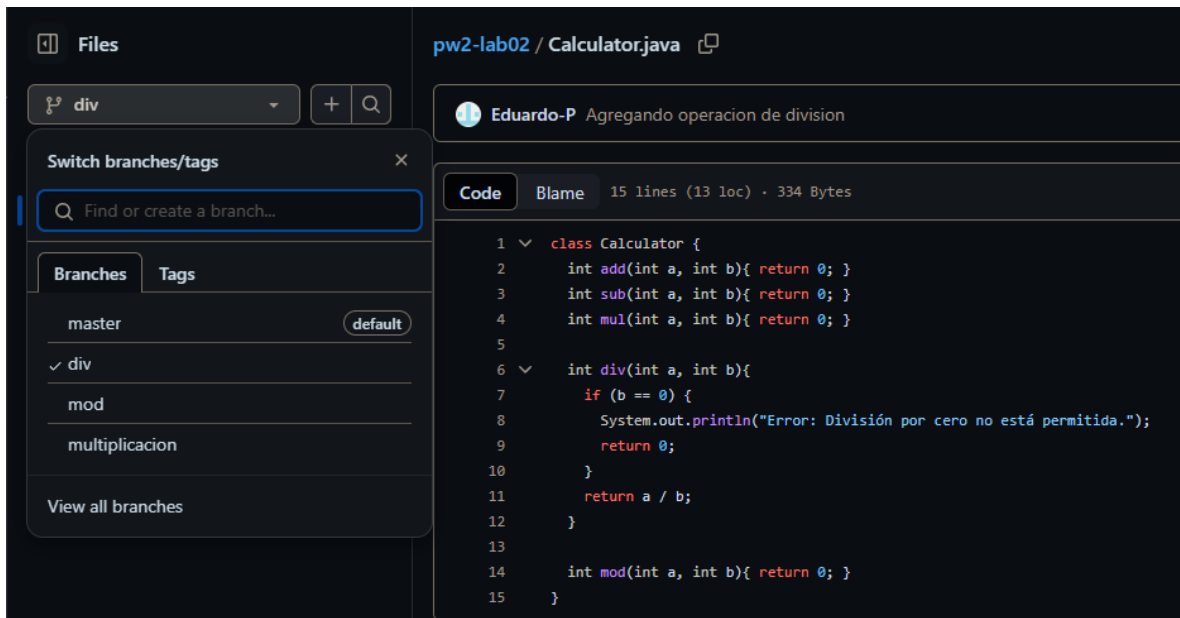 Files
div
Switch branches/tags
Find or create a branch...
Branches Tags
master default
div
mod
multiplicacion
View all branches
pw2-lab02 / Calculator.java
Eduardo-P Agregando operacion de division
Code Blame 15 lines (13 loc) · 334 Bytes
1 class Calculator {
2 int add(int a, int b){ return 0; }
3 int sub(int a, int b){ return 0; }
4 int mul(int a, int b){ return 0; }
5
6 int div(int a, int b){
7 if (b == 0) {
8 System.out.println("Error: División por cero no está permitida.");
9 return 0;
10 }
11 return a / b;
12 }
13
14 int mod(int a, int b){ return 0; }
15 }